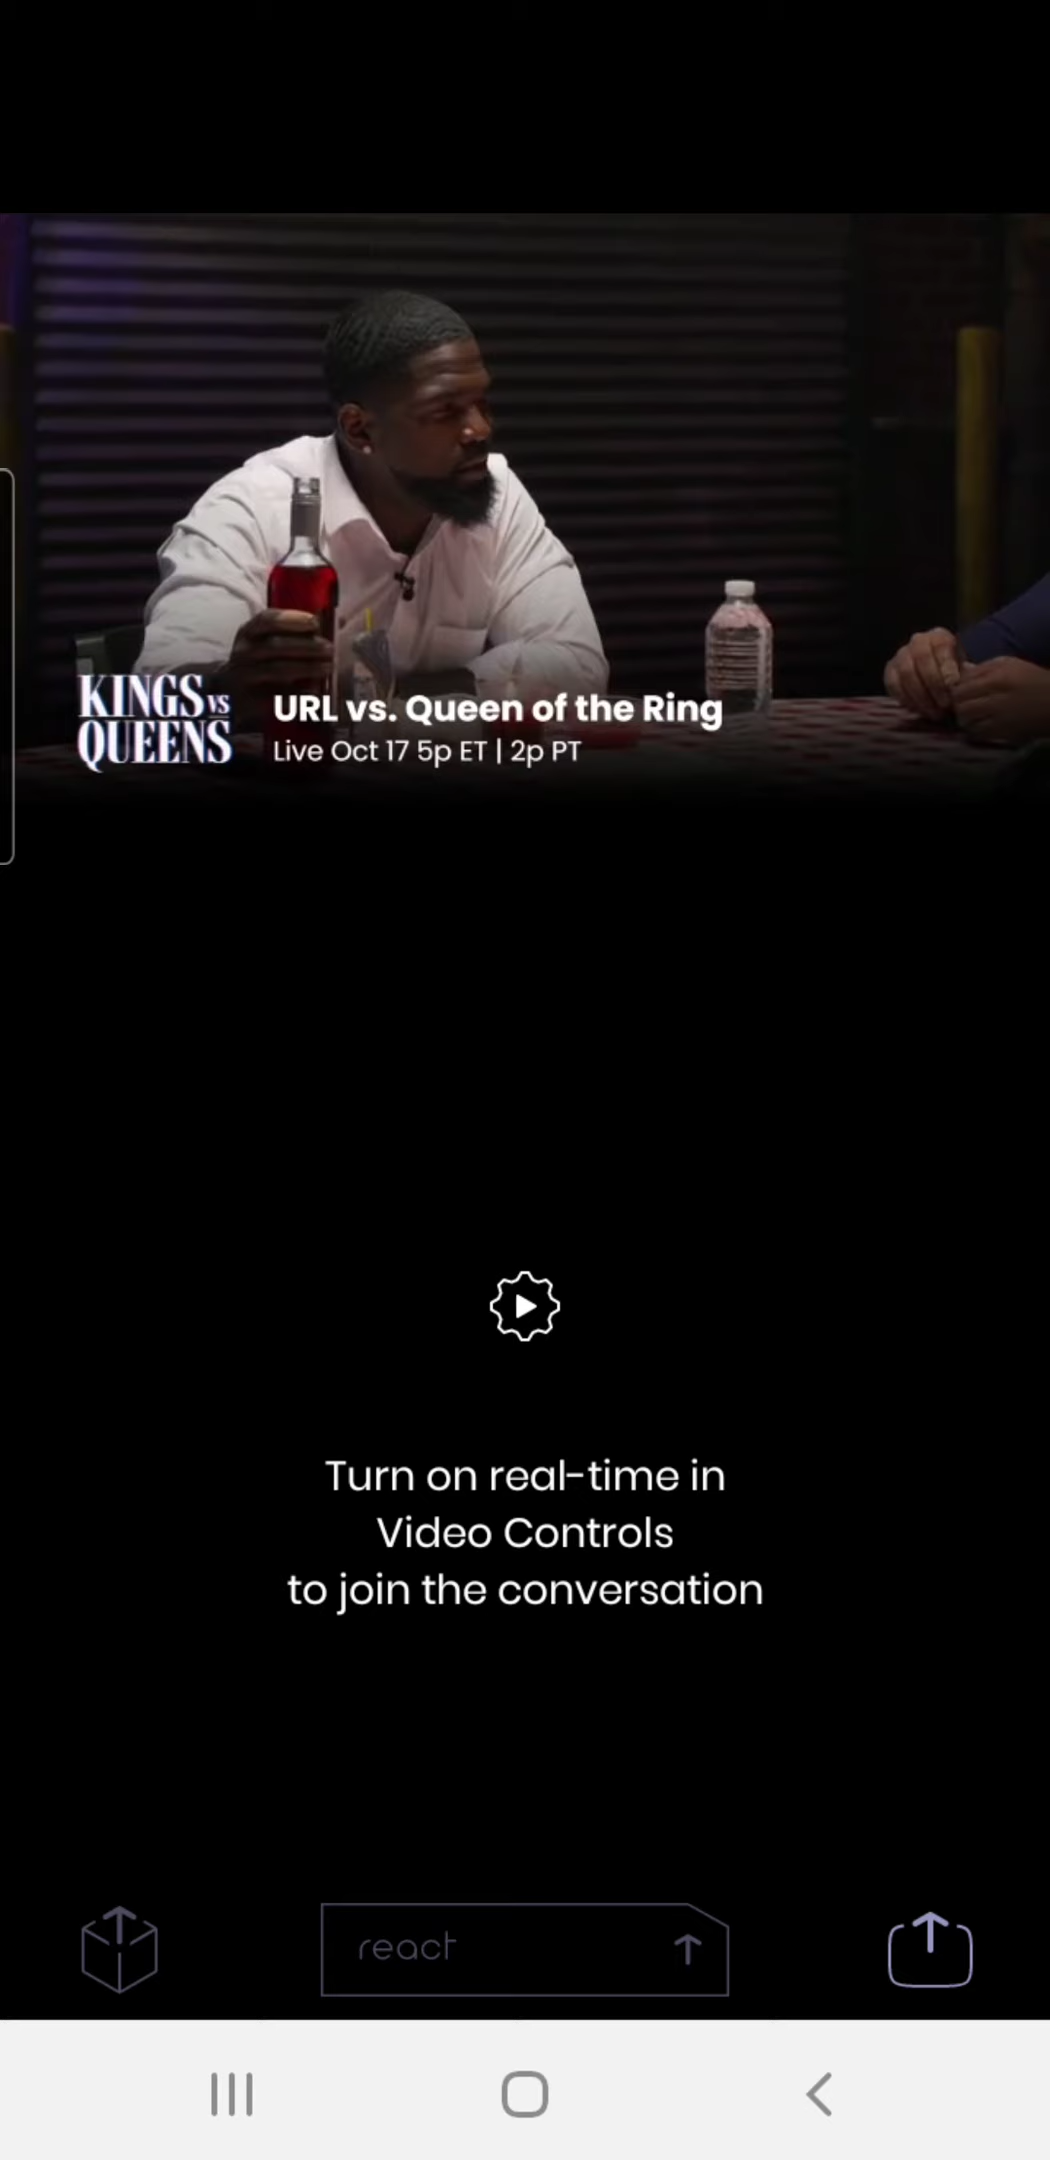 KINGS VS
QUEENS
URL vs. Queen of the Ring
Live Oct 17 5p ET | 2p PT
Turn on real-time in
Video Controls
to join the conversation
react